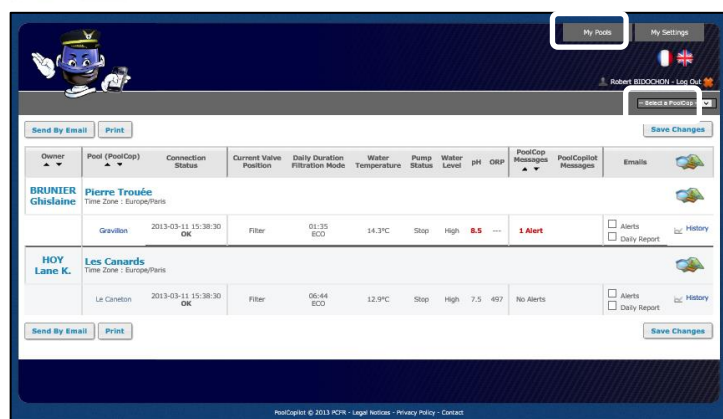 My Pools My Settings
Robert BIDOCHON - Log Out
-- Select a PoolCop --
Send By Email Print Save Changes
Owner Pool (PoolCop) Connection Status Current Valve Position Daily Duration Filtration Mode Water Temperature Pump Status Water Level pH ORP PoolCop Messages PoolCopilot Messages Emails
BRUNIER Ghislaine Pierre Trouée
Time Zone : Europe/Paris
Gravillon 2013-03-11 15:38:30 OK Filter 01:35 ECO 14.3°C Stop High 8.5 --- 1 Alert Alerts Daily Report History
HOY Lane K. Les Canards
Time Zone : Europe/Paris
Le Caneton 2013-03-11 15:38:30 OK Filter 06:44 ECO 12.9°C Stop High 7.5 497 No Alerts Alerts Daily Report History
Send By Email Print Save Changes
PoolCopilot © 2013 PCFR - Legal Notices - Privacy Policy - Contact